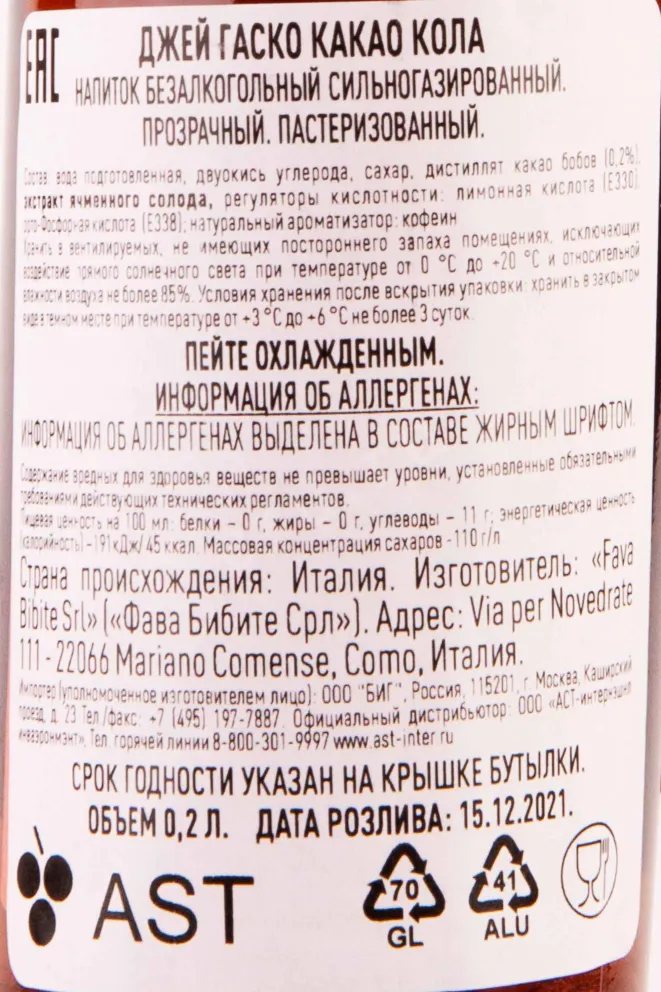 ЕАС
ДЖЕЙ ГАСКО КАКАО КОЛА
НАПИТОК БЕЗАЛКОГОЛЬНЫЙ СИЛЬНОГАЗИРОВАННЫЙ.
ПРОЗРАЧНЫЙ. ПАСТЕРИЗОВАННЫЙ.
Состав: вода подготовленная, двуокись углерода, сахар, дистиллят какао бобов (0,2%),
экстракт ячменного солода, регуляторы кислотности: лимонная кислота (Е330),
орто-Фосфорная кислота (Е338); натуральный ароматизатор: кофеин
Хранить в вентилируемых, не имеющих постороннего запаха помещениях, исключающих
воздействие прямого солнечного света при температуре от 0 °С до +20 °С и относительной
влажности воздуха не более 85%. Условия хранения после вскрытия упаковки: хранить в закрытом
виде в темном месте при температуре от +3 °С до +6 °С не более 3 суток.
ПЕЙТЕ ОХЛАЖДЕННЫМ.
ИНФОРМАЦИЯ ОБ АЛЛЕРГЕНАХ:
ИНФОРМАЦИЯ ОБ АЛЛЕРГЕНАХ ВЫДЕЛЕНА В СОСТАВЕ ЖИРНЫМ ШРИФТОМ.
Содержание вредных для здоровья веществ не превышает уровни, установленные обязательными
требованиями действующих технических регламентов.
Пищевая ценность на 100 мл: белки – 0 г, жиры – 0 г, углеводы – 11 г; энергетическая ценность
(калорийность) – 191 кДж/ 45 ккал. Массовая концентрация сахаров - 110 г/л
Страна происхождения: Италия. Изготовитель: «Fava
Bibite Srl» («Фава Бибите Срл»). Адрес: Via per Novedrate
111 - 22066 Mariano Comense, Como, Италия.
Импортер (уполномоченное изготовителем лицо): ООО "БИГ", Россия, 115201, г. Москва, Каширский
проезд, д. 23 Тел./факс: +7 (495) 197-7887. Официальный дистрибьютор: ООО «АСТ-интернэшнл
инваэронмэнт». Тел. горячей линии 8-800-301-9997 www.ast-inter.ru
СРОК ГОДНОСТИ УКАЗАН НА КРЫШКЕ БУТЫЛКИ.
ОБЪЕМ 0,2 Л. ДАТА РОЗЛИВА: 15.12.2021.
AST
70
GL
41
ALU